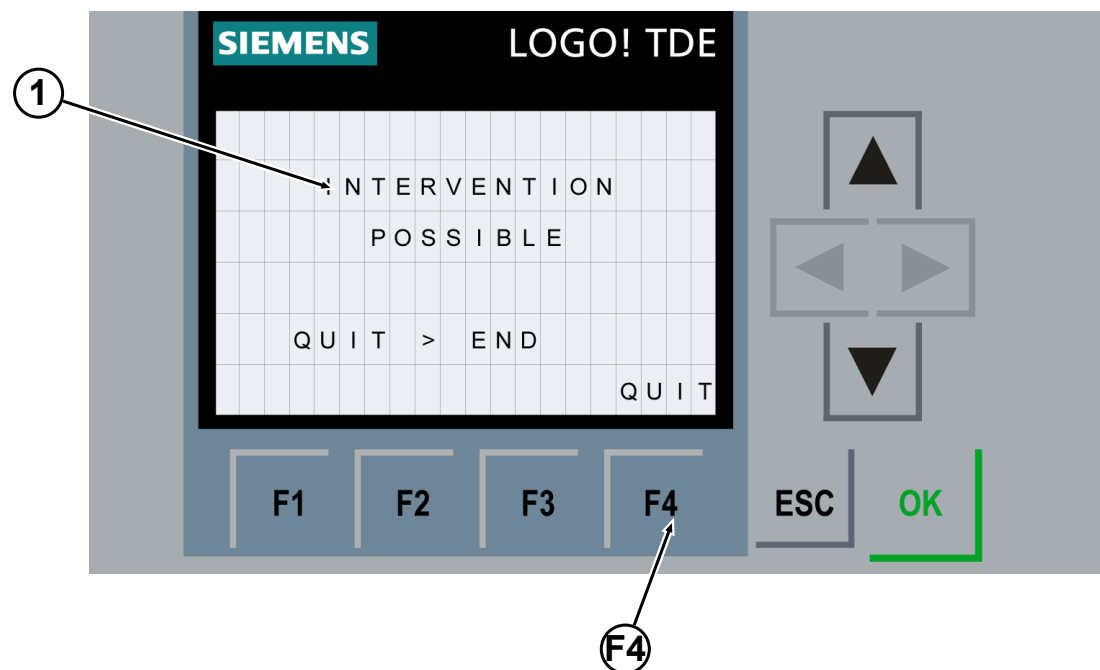 SIEMENS LOGO! TDE
1
INTERVENTION
POSSIBLE
QUIT > END
QUIT
F1 F2 F3 F4 ESC OK
F4